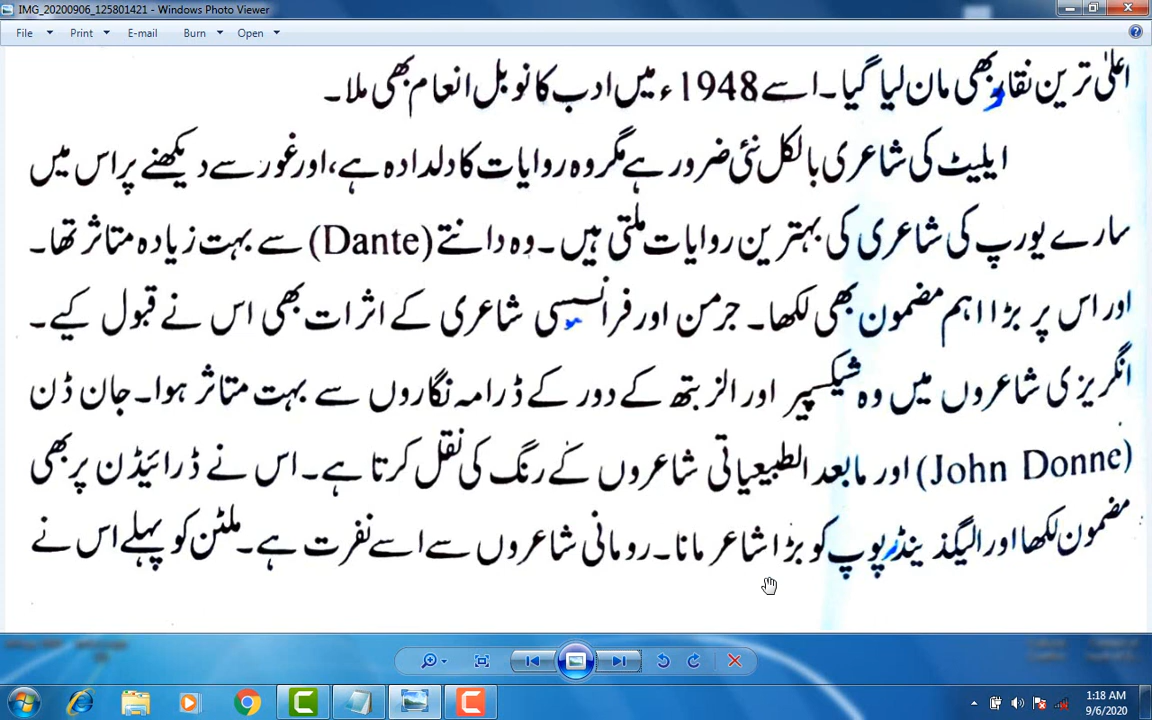 IMG_20200906_125801421 - Windows Photo Viewer
File Print E-mail Burn Open
اعلیٰ ترین نقاد بھی مان لیا گیا۔ اسے 1948ء میں ادب کا نوبل انعام بھی ملا۔
ایلیٹ کی شاعری بالکل نئی ضرور ہے مگر وہ روایات کا دلدادہ ہے، اور غور سے دیکھنے پر اس میں
سارے یورپ کی شاعری کی بہترین روایات ملتی ہیں۔ وہ دانتے (Dante) سے بہت زیادہ متاثر تھا۔
اور اس پر بڑا اہم مضمون بھی لکھا۔ جرمن اور فرانسیسی شاعری کے اثرات بھی اس نے قبول کیے۔
انگریزی شاعروں میں وہ شیکسپیر اور الزبتھ کے دور کے ڈرامہ نگاروں سے بہت متاثر ہوا۔ جان ڈن
(John Donne) اور مابعد الطبیعیاتی شاعروں کے رنگ کی نقل کرتا ہے۔ اس نے ڈرائیڈن پر بھی
مضمون لکھا اور الیگذینڈر پوپ کو بڑا شاعر مانا۔ رومانی شاعروں سے اسے نفرت ہے۔ ملٹن کو پہلے اس نے
1:18 AM
9/6/2020